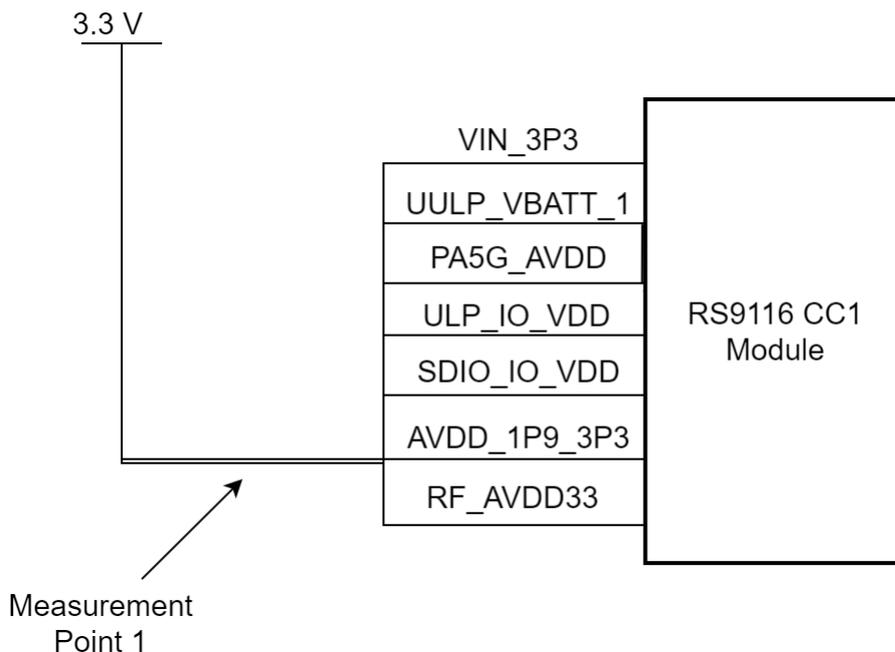 3.3 V
VIN_3P3
UULP_VBATT_1
PA5G_AVDD
ULP_IO_VDD
SDIO_IO_VDD
AVDD_1P9_3P3
RF_AVDD33
RS9116 CC1
Module
Measurement
Point 1